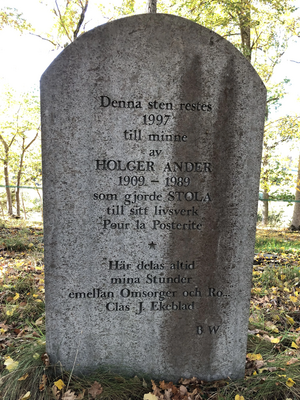 Denna sten restes
1997
till minne
av
HOLGER ANDER
1909 – 1989
som gjorde STOLA
till sitt livsverk
Pour la Posterite
*
Här delas altid
mina Stunder
emellan Omsorger och Ro...
Clas J. Ekeblad
B W